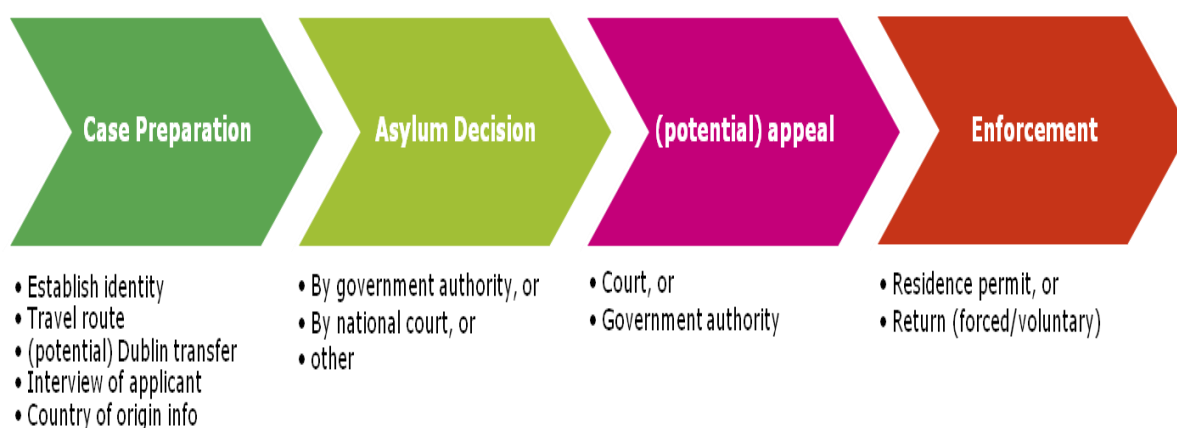 Case Preparation
Asylum Decision
(potential) appeal
Enforcement
• Establish identity
• Travel route
• (potential) Dublin transfer
• Interview of applicant
• Country of origin info
• By government authority, or
• By national court, or
• other
• Court, or
• Government authority
• Residence permit, or
• Return (forced/voluntary)